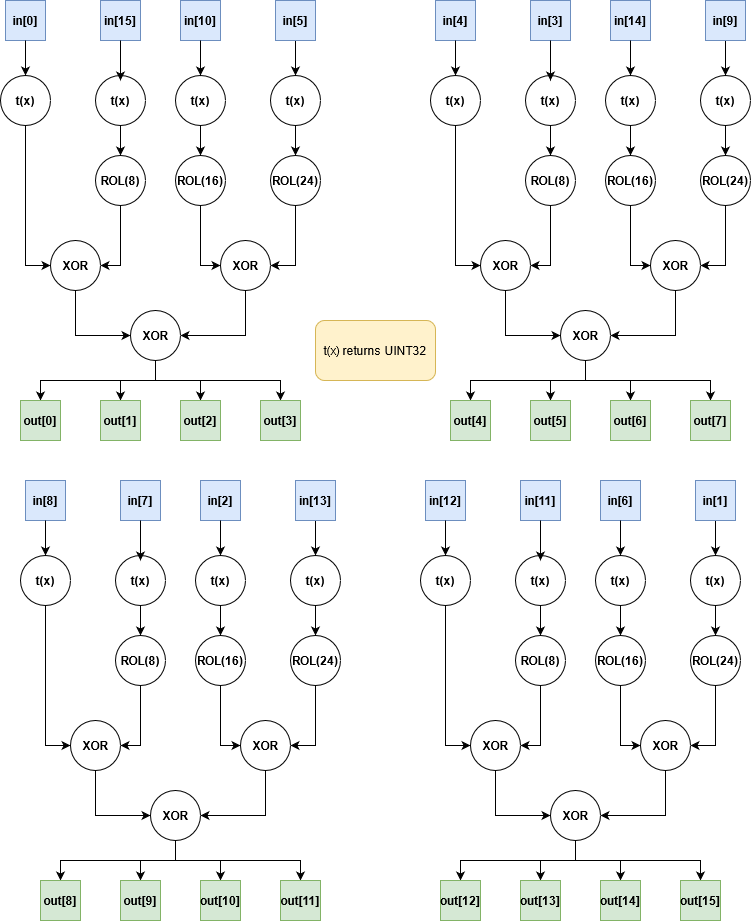 in[0] in[15] in[10] in[5] in[4] in[3] in[14] in[9]
t(x) t(x) t(x) t(x) t(x) t(x) t(x) t(x)
ROL(8) ROL(16) ROL(24) ROL(8) ROL(16) ROL(24)
XOR XOR XOR XOR
XOR XOR
t(x) returns UINT32
out[0] out[1] out[2] out[3] out[4] out[5] out[6] out[7]
in[8] in[7] in[2] in[13] in[12] in[11] in[6] in[1]
t(x) t(x) t(x) t(x) t(x) t(x) t(x) t(x)
ROL(8) ROL(16) ROL(24) ROL(8) ROL(16) ROL(24)
XOR XOR XOR XOR
XOR XOR
out[8] out[9] out[10] out[11] out[12] out[13] out[14] out[15]